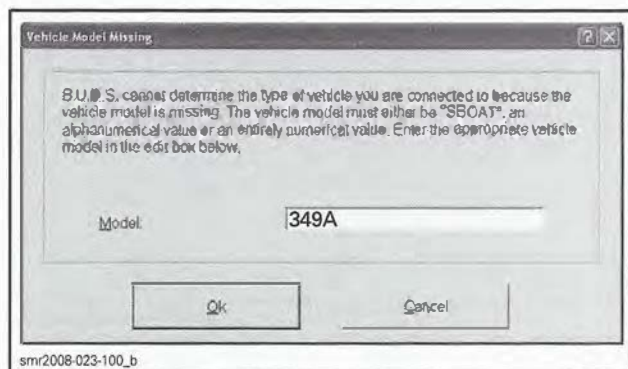 Vehicle Model Missing
B.U.D.S. cannot determine the type of vehicle you are connected to because the
vehicle model is missing. The vehicle model must either be "SBOAT", an
alphanumerical value or an entirely numerical value. Enter the appropriate vehicle
model in the edit box below.
Model:
349A
Ok
Cancel
smr2008-023-100_b